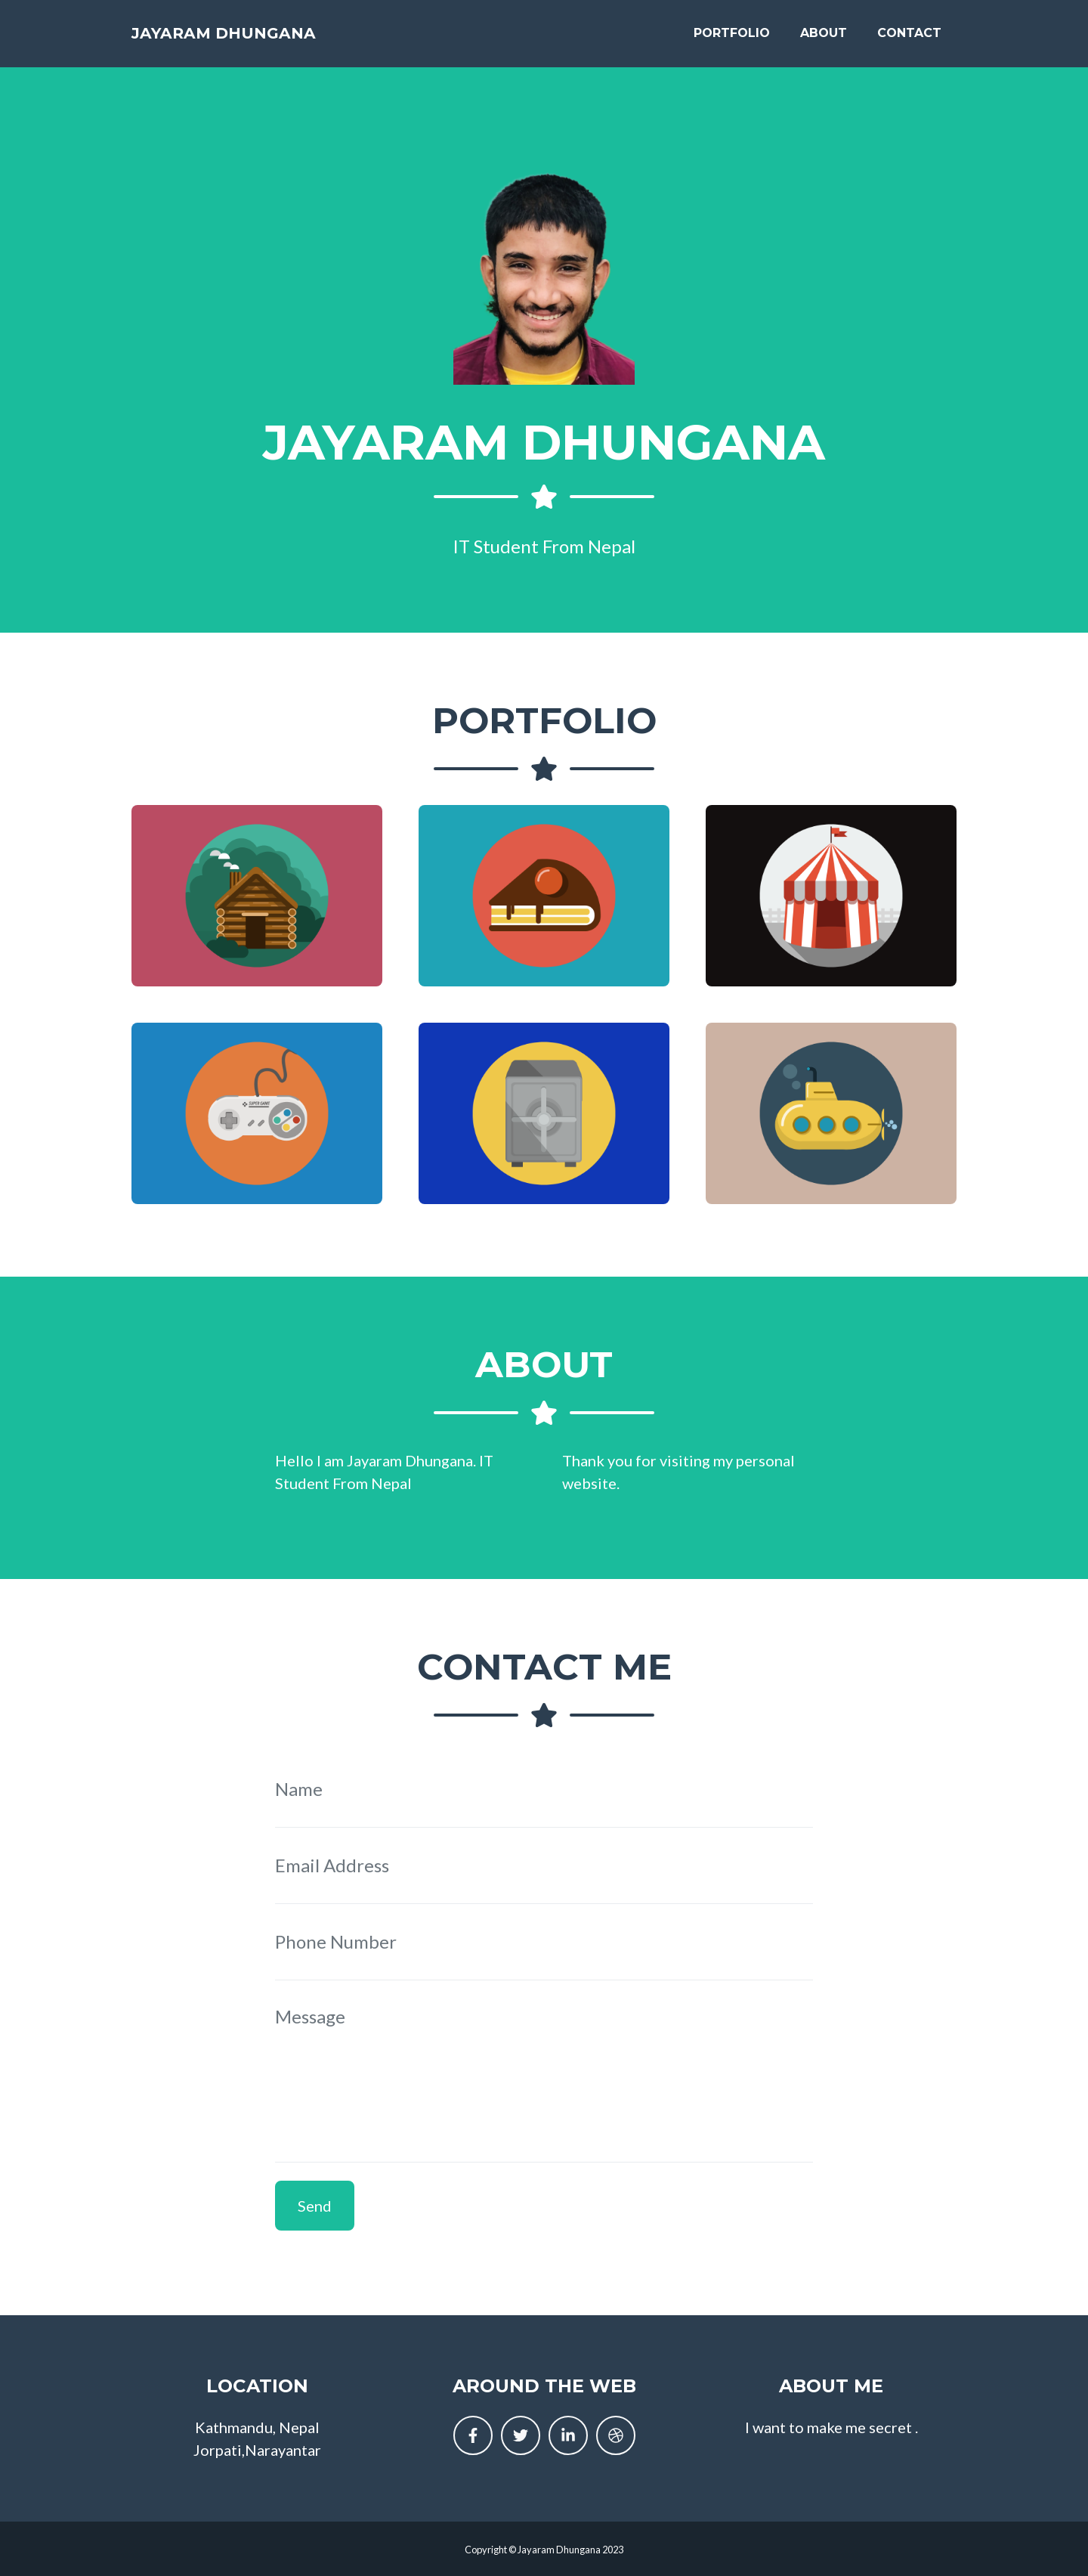 JAYARAM DHUNGANA
PORTFOLIO ABOUT CONTACT
JAYARAM DHUNGANA
IT Student From Nepal
PORTFOLIO
ABOUT
Hello I am Jayaram Dhungana. IT
Student From Nepal
Thank you for visiting my personal
website.
CONTACT ME
Name
Email Address
Phone Number
Message
Send
LOCATION
Kathmandu, Nepal
Jorpati,Narayantar
AROUND THE WEB
ABOUT ME
I want to make me secret .
Copyright © Jayaram Dhungana 2023